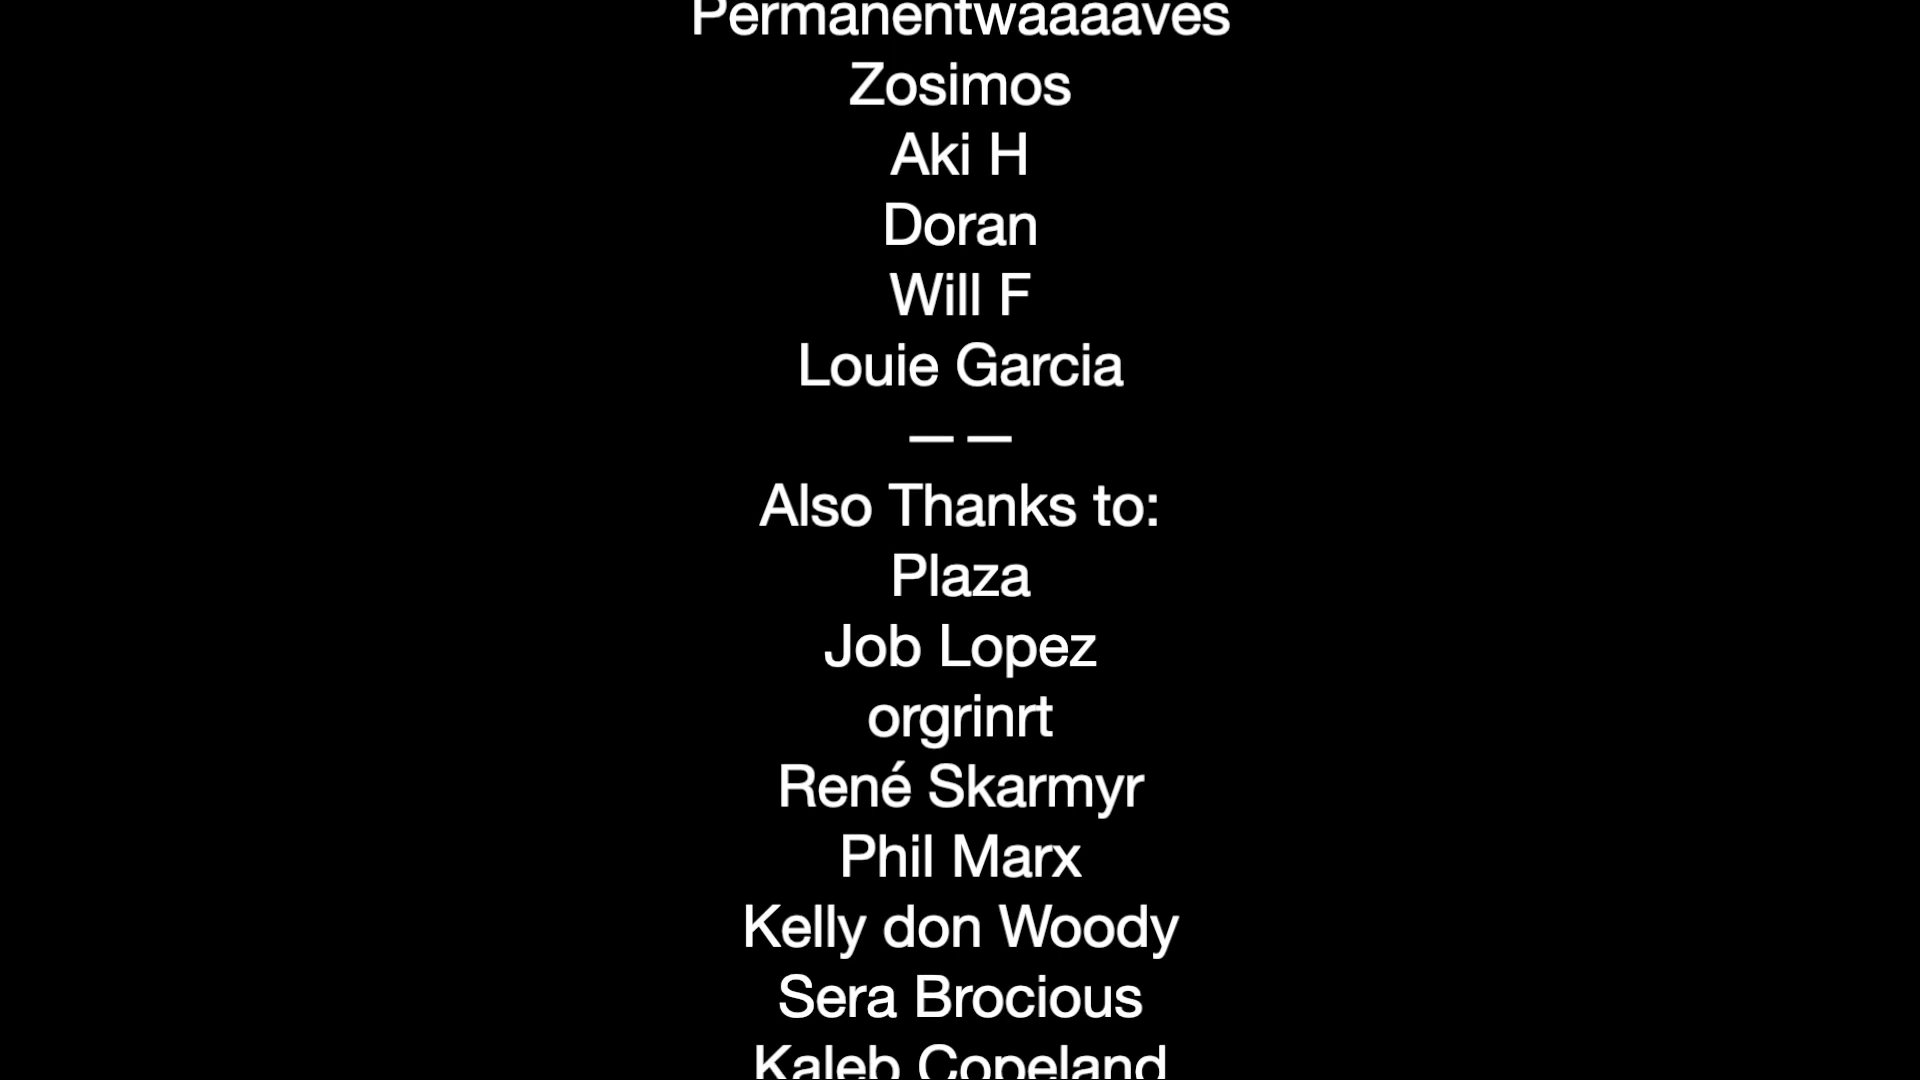 Permanentwaaaaves
Zosimos
Aki H
Doran
Will F
Louie Garcia
— —
Also Thanks to:
Plaza
Job Lopez
orgrinrt
René Skarmyr
Phil Marx
Kelly don Woody
Sera Brocious
Kaleb Copeland